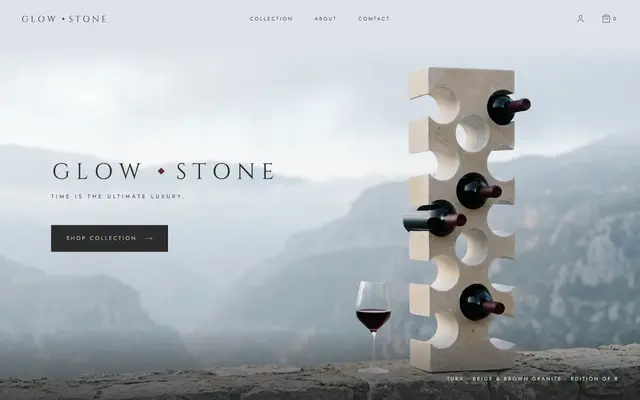 GLOW ◆ STONE
COLLECTION
ABOUT
CONTACT
0
GLOW ◆ STONE
TIME IS THE ULTIMATE LUXURY.
SHOP COLLECTION →
TURA · BEIGE & BROWN GRANITE · EDITION OF 8